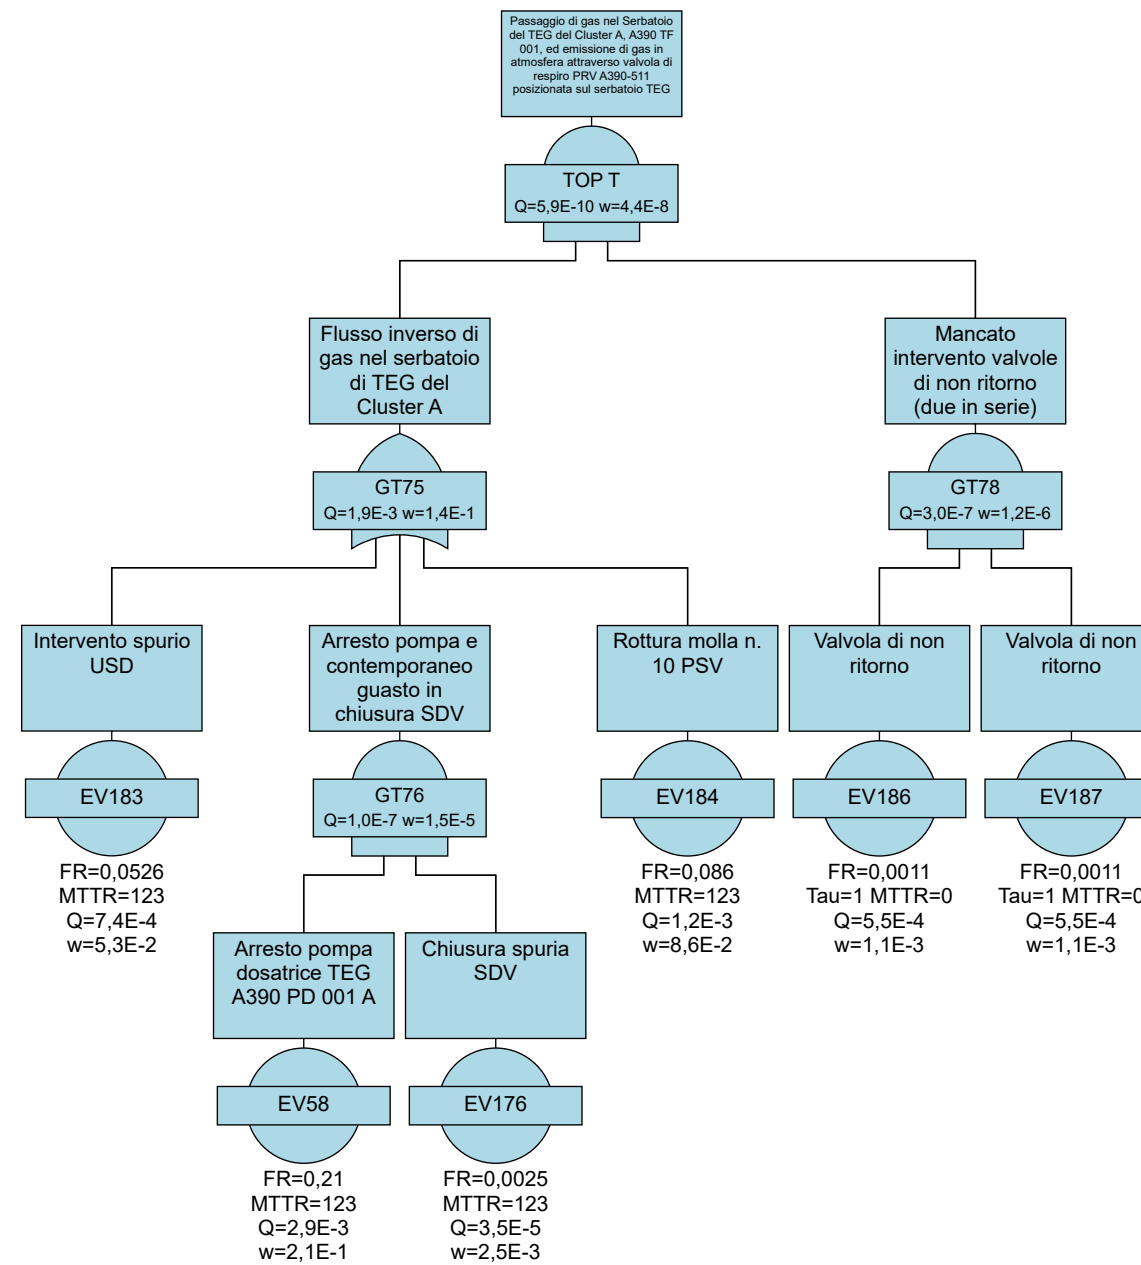 Passaggio di gas nel Serbatoio
del TEG del Cluster A, A390 TF
001, ed emissione di gas in
atmosfera attraverso valvola di
respiro PRV A390-511
posizionata sul serbatoio TEG
TOP T
Q=5,9E-10 w=4,4E-8
Flusso inverso di
gas nel serbatoio
di TEG del
Cluster A
GT75
Q=1,9E-3 w=1,4E-1
Mancato
intervento valvole
di non ritorno
(due in serie)
GT78
Q=3,0E-7 w=1,2E-6
Intervento spurio
USD
EV183
FR=0,0526
MTTR=123
Q=7,4E-4
w=5,3E-2
Arresto pompa e
contemporaneo
guasto in
chiusura SDV
GT76
Q=1,0E-7 w=1,5E-5
Rottura molla n.
10 PSV
EV184
FR=0,086
MTTR=123
Q=1,2E-3
w=8,6E-2
Valvola di non
ritorno
EV186
FR=0,0011
Tau=1 MTTR=0
Q=5,5E-4
w=1,1E-3
Valvola di non
ritorno
EV187
FR=0,0011
Tau=1 MTTR=0
Q=5,5E-4
w=1,1E-3
Arresto pompa
dosatrice TEG
A390 PD 001 A
EV58
FR=0,21
MTTR=123
Q=2,9E-3
w=2,1E-1
Chiusura spuria
SDV
EV176
FR=0,0025
MTTR=123
Q=3,5E-5
w=2,5E-3